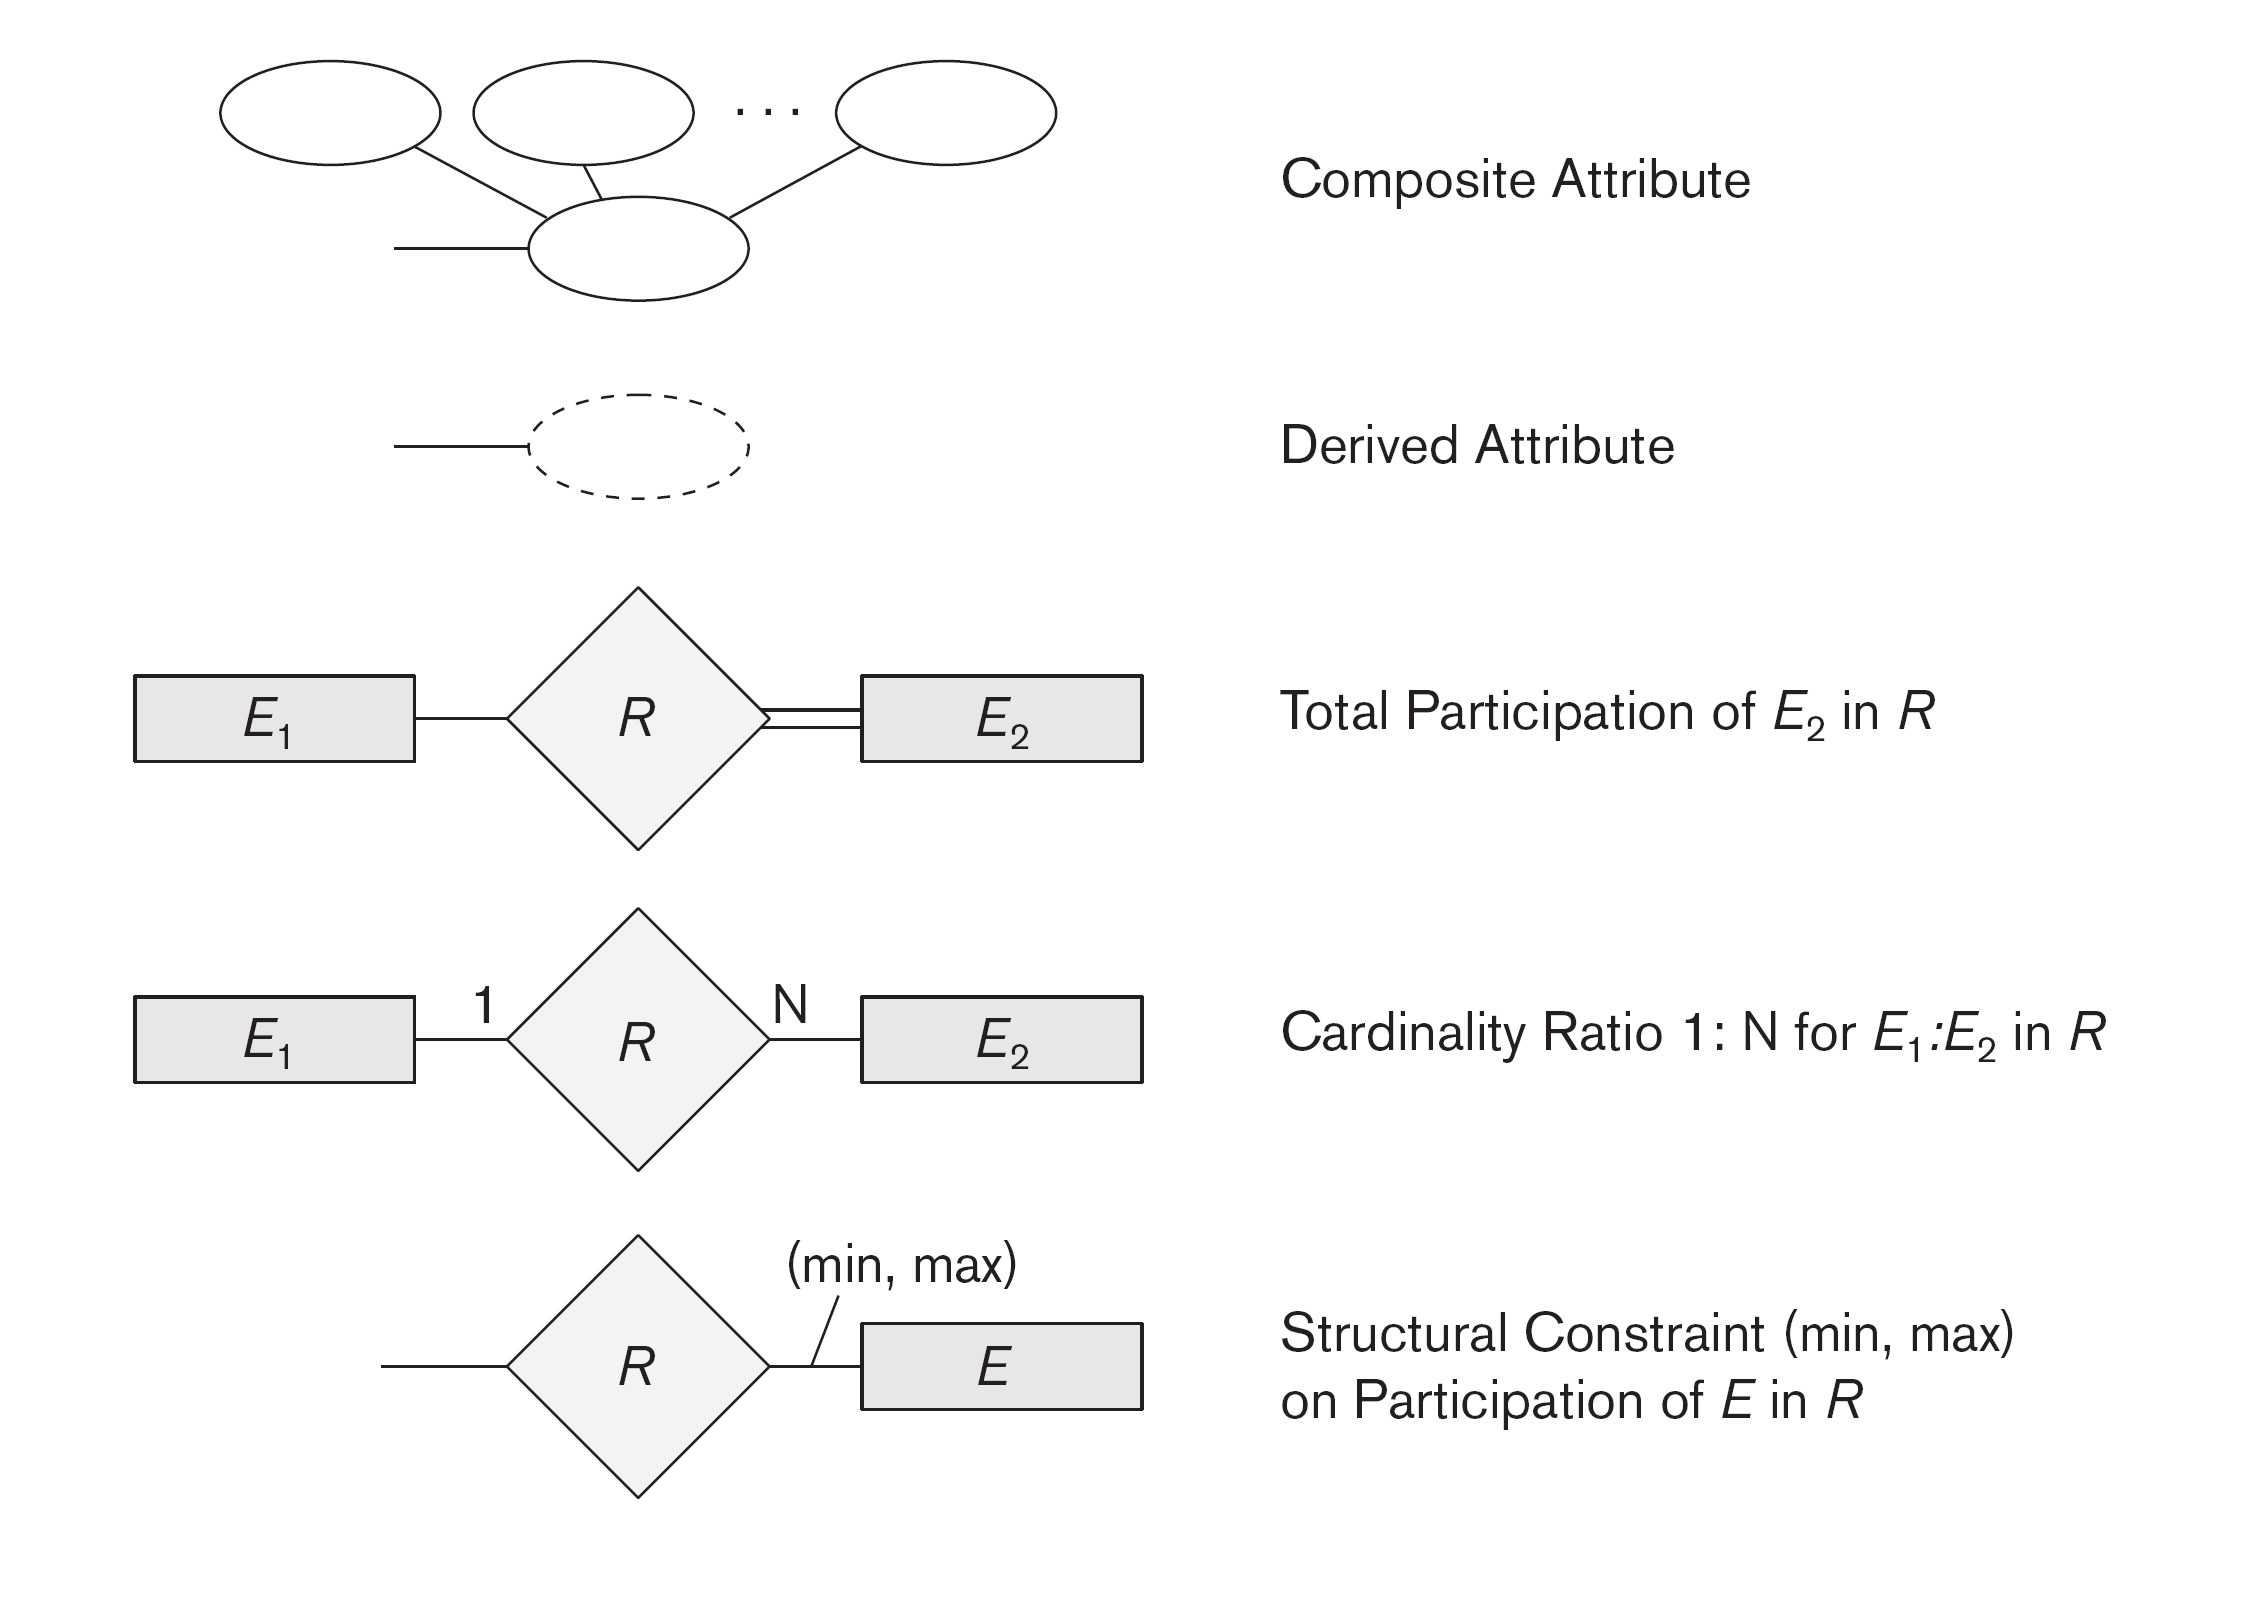 . . .
Composite Attribute
Derived Attribute
E₁ R E₂ Total Participation of E₂ in R
E₁ 1 R N E₂ Cardinality Ratio 1: N for E₁:E₂ in R
(min, max)
R E Structural Constraint (min, max)
on Participation of E in R